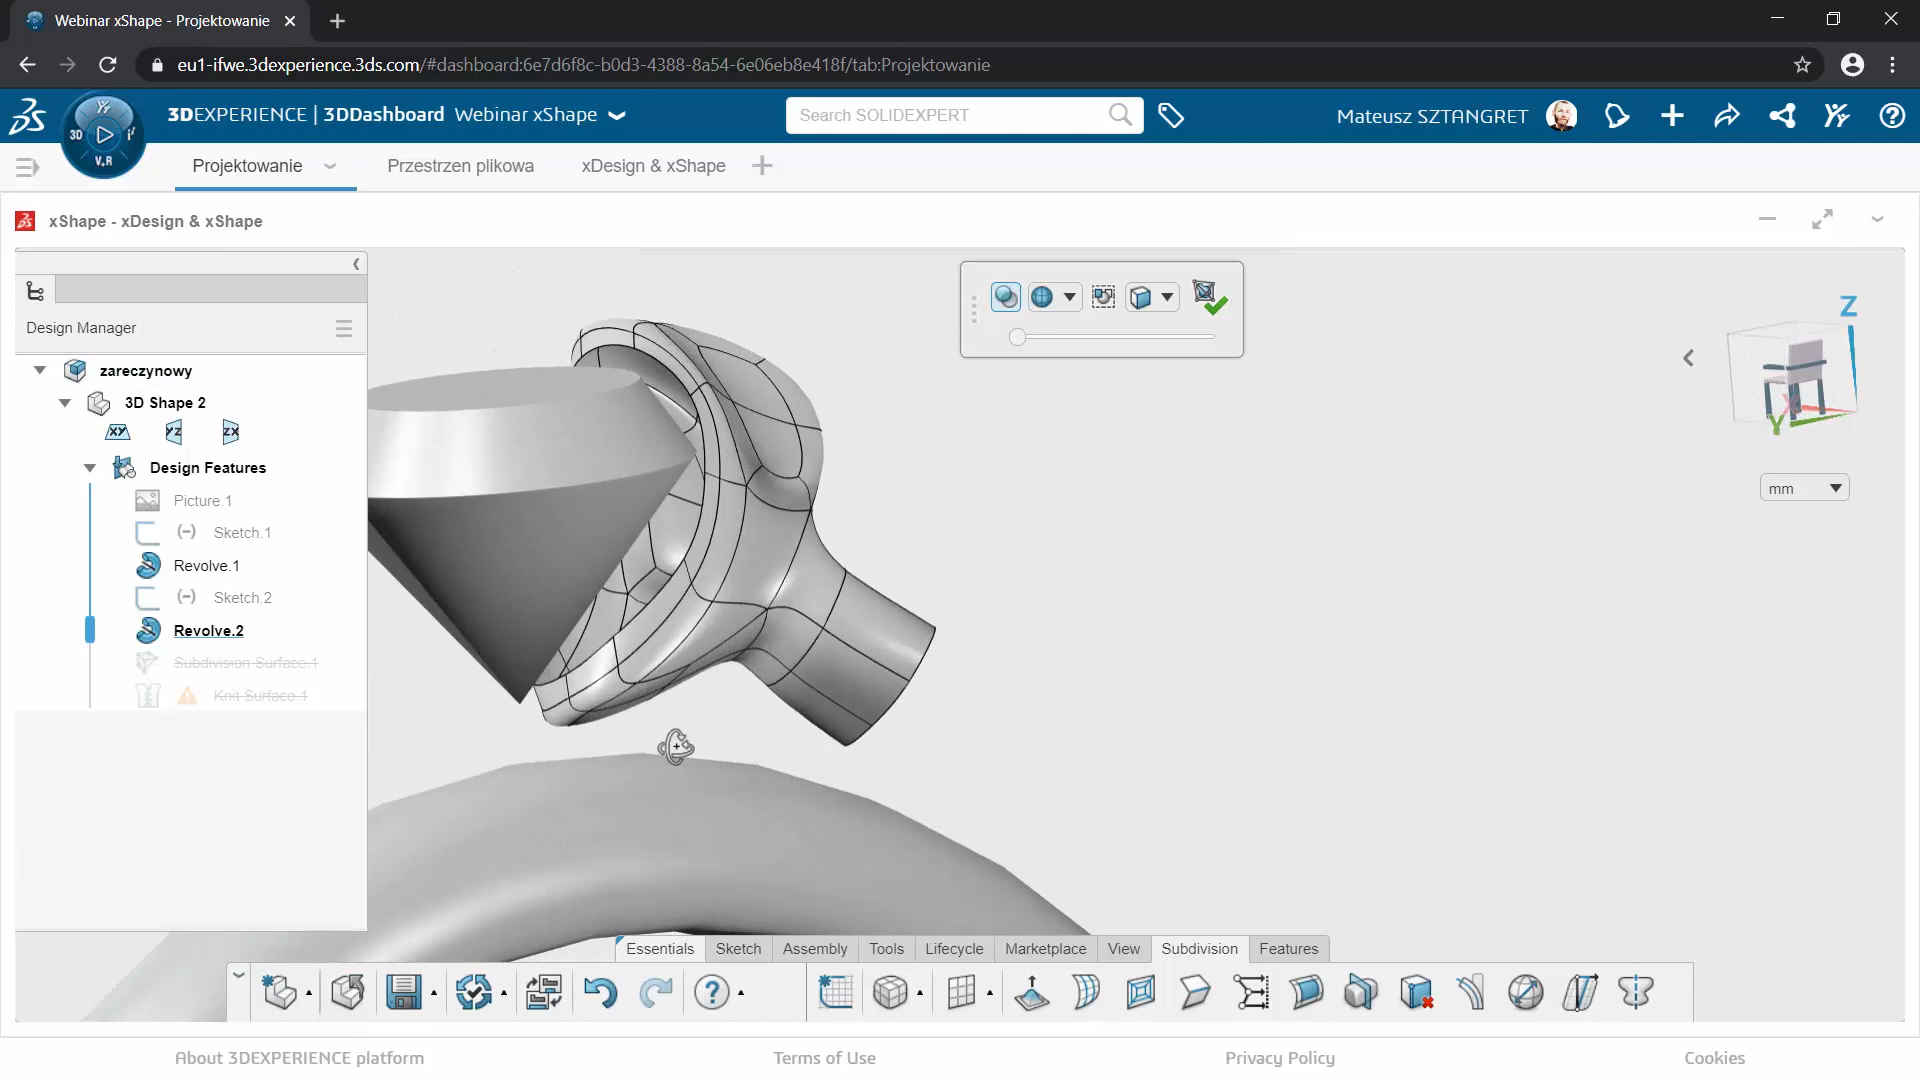 Webinar xShape - Projektowanie
eu1-ifwe.3dexperience.3ds.com/#dashboard:6e7d6f8c-b0d3-4388-8a54-6e06eb8e418f/tab:Projektowanie
3D
V.R
3DEXPERIENCE | 3DDashboard Webinar xShape
Search SOLIDEXPERT
Mateusz SZTANGRET
Projektowanie
Przestrzen plikowa
xDesign & xShape
xShape - xDesign & xShape
Design Manager
zareczynowy
3D Shape 2
XY
YZ
ZX
Design Features
Picture.1
(-) Sketch.1
Revolve.1
(-) Sketch.2
Revolve.2
Subdivision Surface.1
Knit Surface.1
Z
X
Y
mm
Essentials
Sketch
Assembly
Tools
Lifecycle
Marketplace
View
Subdivision
Features
About 3DEXPERIENCE platform
Terms of Use
Privacy Policy
Cookies